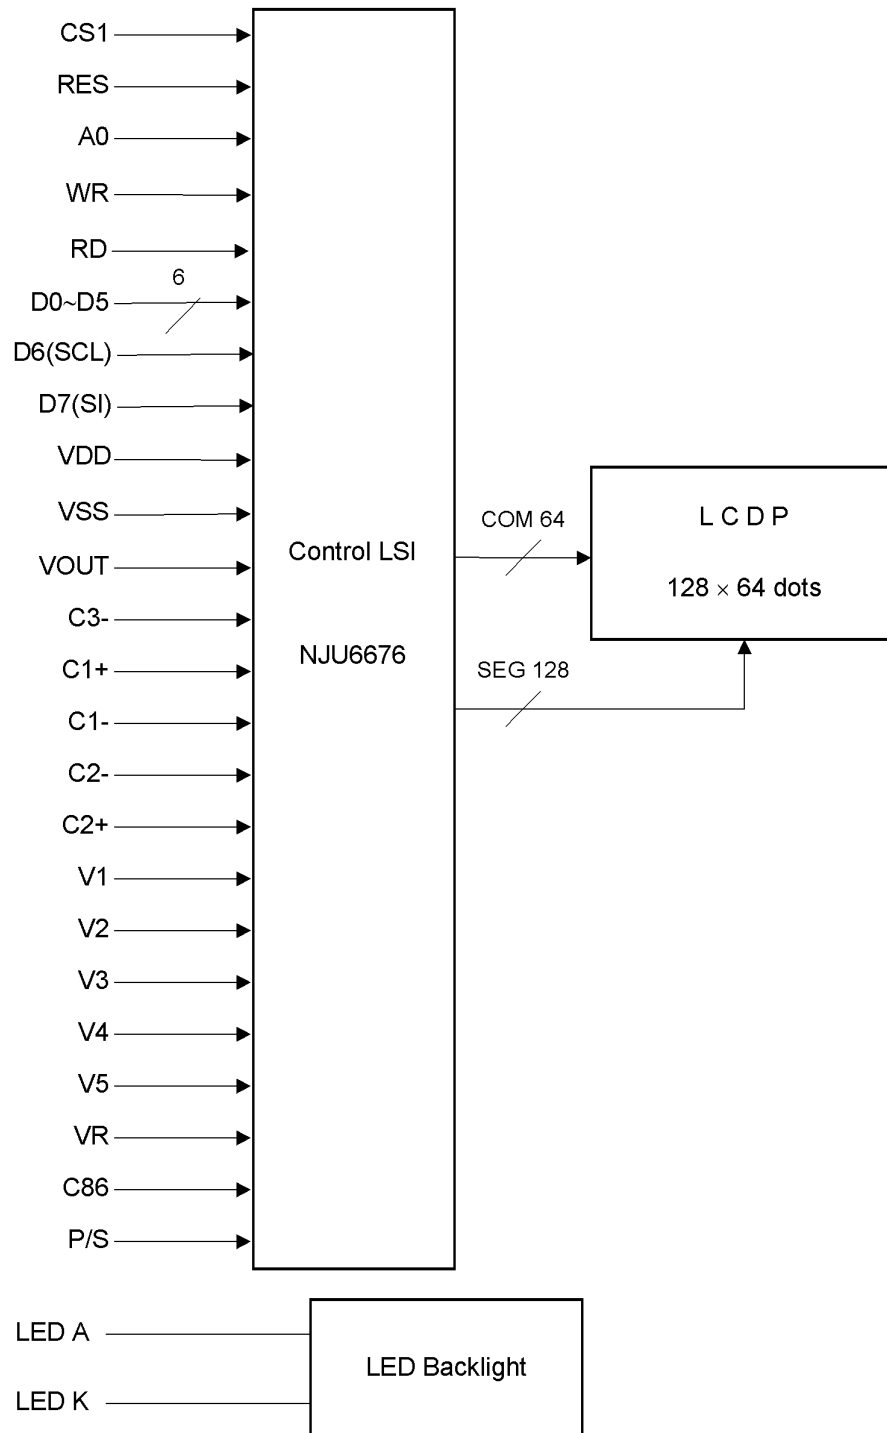 CS1
RES
A0
WR
RD
6
D0~D5
D6(SCL)
D7(SI)
VDD
VSS
VOUT
C3-
C1+
C1-
C2-
C2+
V1
V2
V3
V4
V5
VR
C86
P/S
Control LSI
NJU6676
COM 64
SEG 128
L C D P
128 × 64 dots
LED A
LED K
LED Backlight